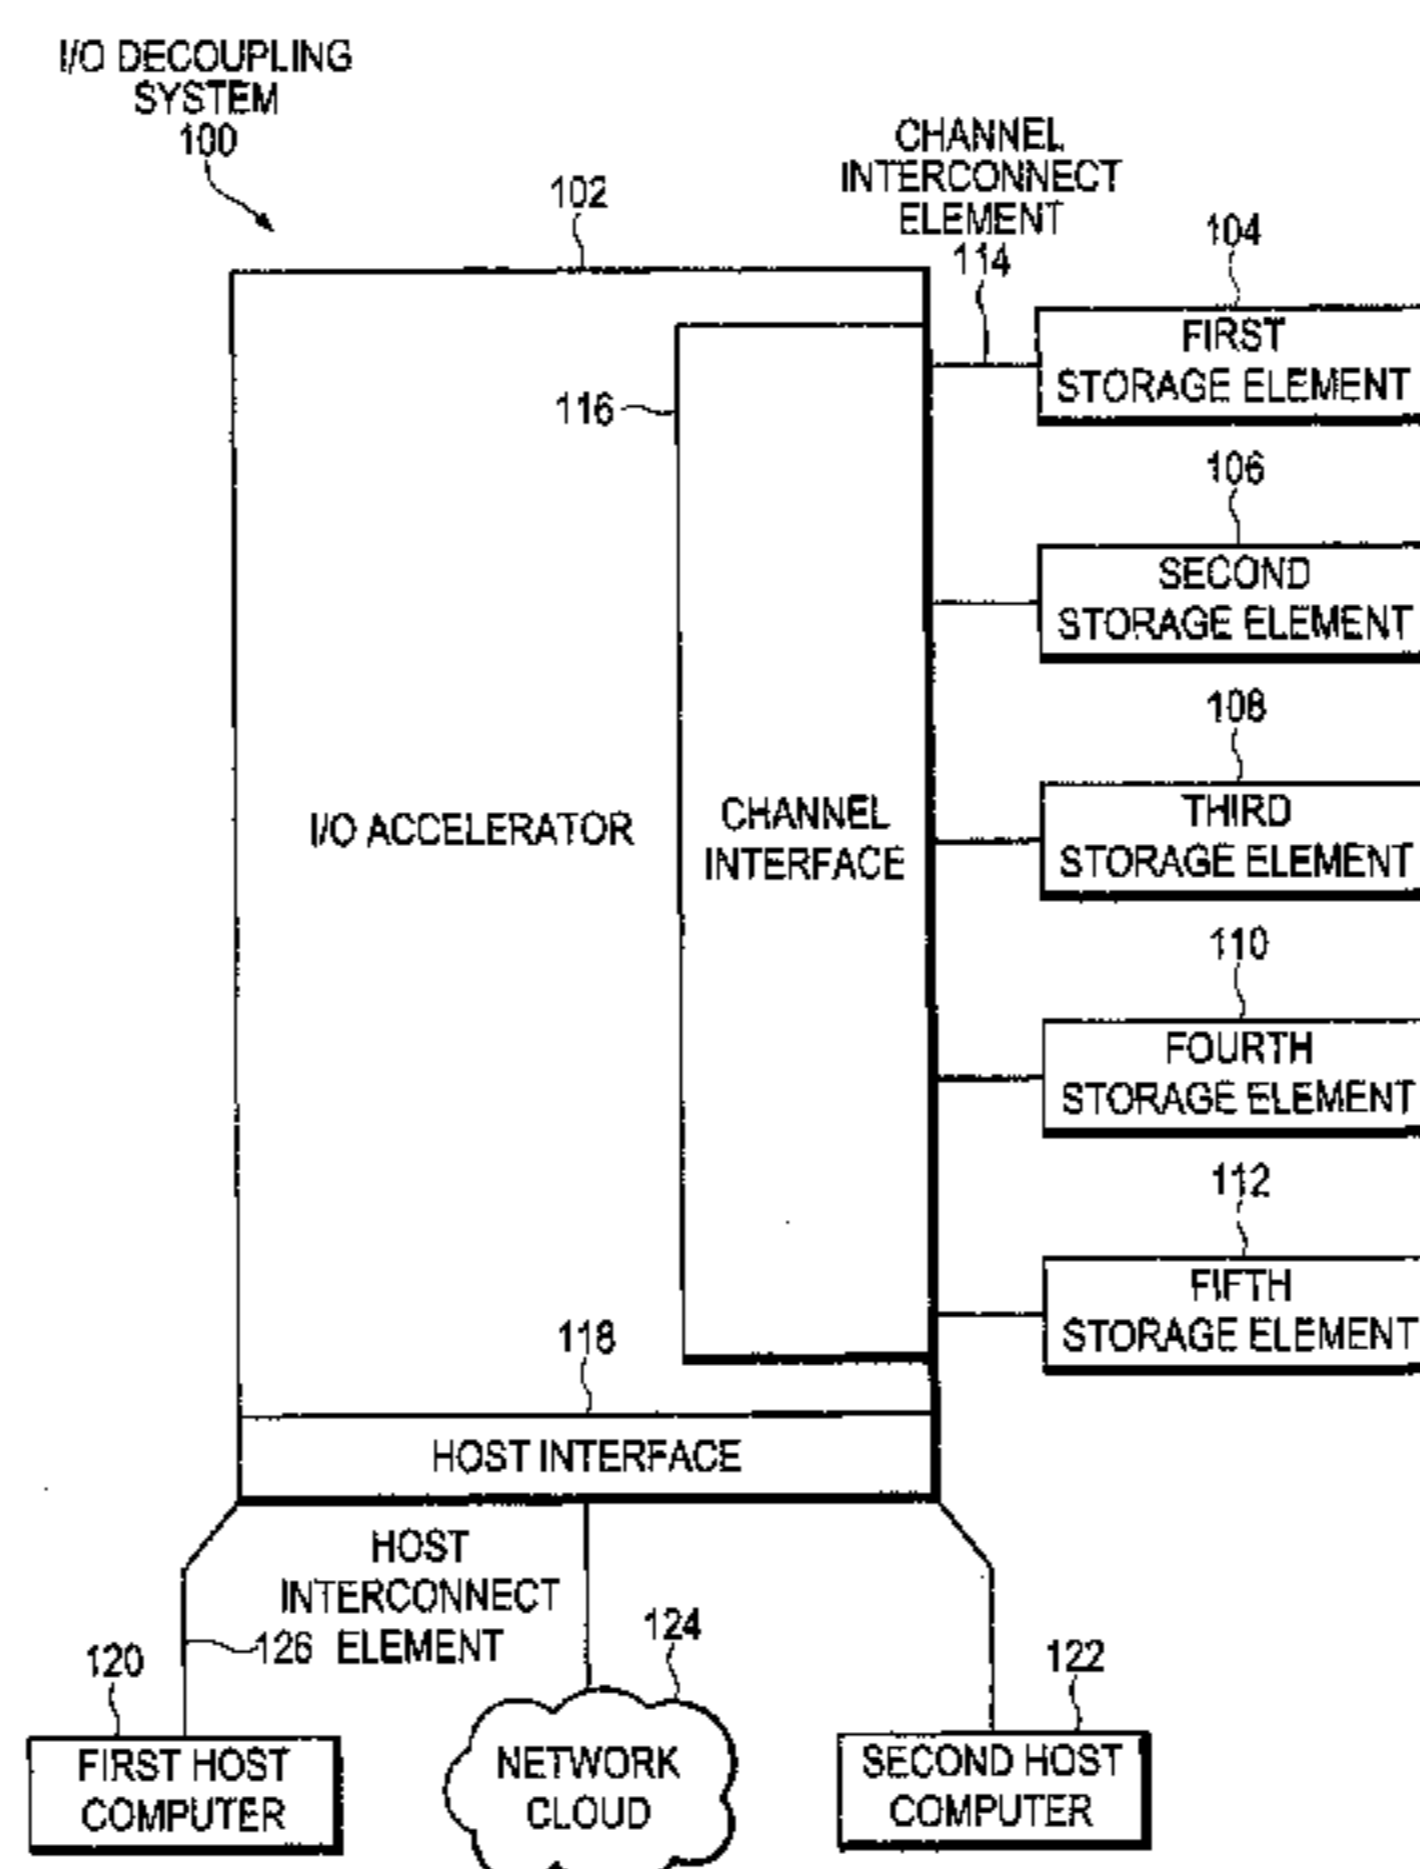 I/O DECOUPLING
SYSTEM
100
102
CHANNEL
INTERCONNECT
ELEMENT
114
104
FIRST
STORAGE ELEMENT
116
106
SECOND
STORAGE ELEMENT
108
THIRD
STORAGE ELEMENT
I/O ACCELERATOR
CHANNEL
INTERFACE
110
FOURTH
STORAGE ELEMENT
112
FIFTH
STORAGE ELEMENT
118
HOST INTERFACE
HOST
INTERCONNECT
126 ELEMENT
124
120
122
FIRST HOST
COMPUTER
NETWORK
CLOUD
SECOND HOST
COMPUTER